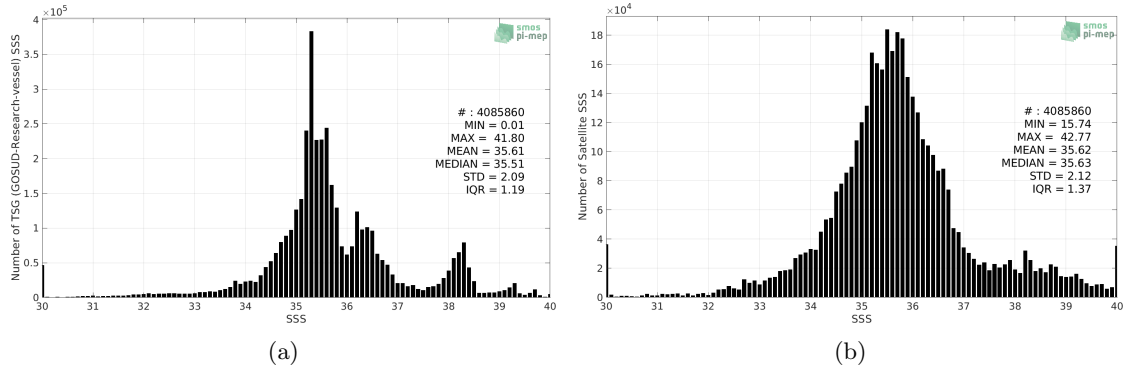 ×10⁵
4
3.5
3
2.5
2
1.5
1
0.5
0
Number of TSG (GOSUD-Research-vessel) SSS
smos
pi-mep
# : 4085860
MIN = 0.01
MAX = 41.80
MEAN = 35.61
MEDIAN = 35.51
STD = 2.09
IQR = 1.19
30 31 32 33 34 35 36 37 38 39 40
SSS
(a)
×10⁴
18
16
14
12
10
8
6
4
2
0
Number of Satellite SSS
smos
pi-mep
# : 4085860
MIN = 15.74
MAX = 42.77
MEAN = 35.62
MEDIAN = 35.63
STD = 2.12
IQR = 1.37
30 31 32 33 34 35 36 37 38 39 40
SSS
(b)